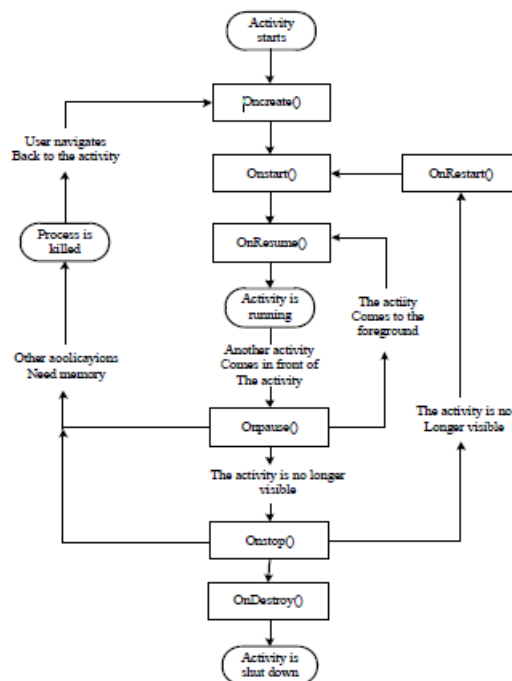 Activity
starts
Oncreate()
User navigates
Back to the activity
Onstart()
OnRestart()
Process is
killed
OnResume()
Activity is
running
The actiity
Comes to the
foreground
Another activity
Comes in front of
The activity
Other aoolicayions
Need memory
Onpause()
The activity is no
Longer visible
The activity is no longer
visible
Onstop()
OnDestroy()
Activity is
shut down